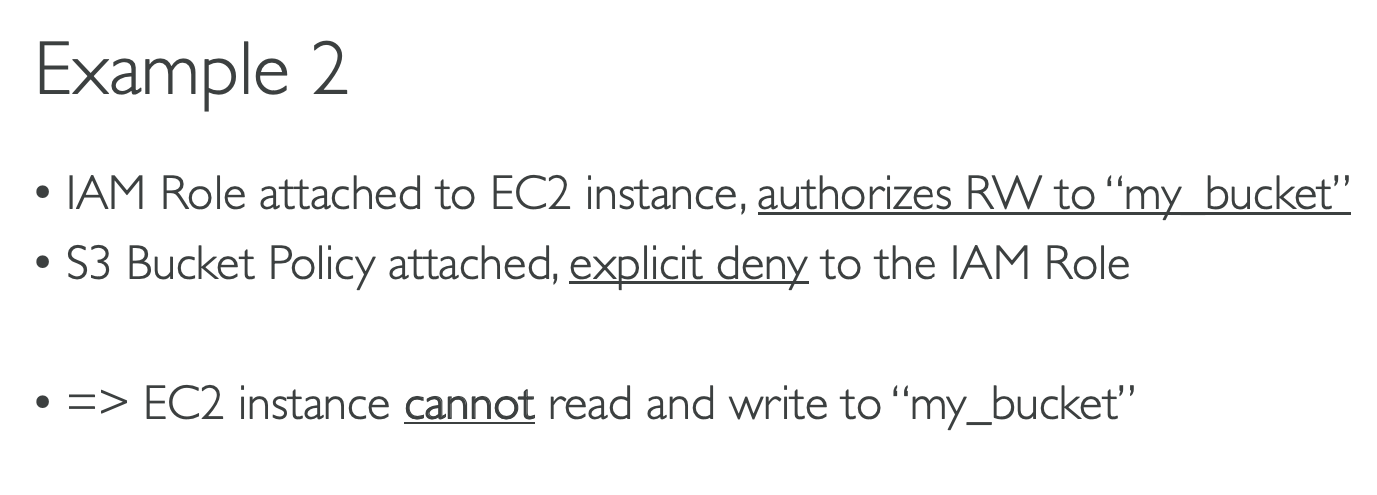 Example 2
• IAM Role attached to EC2 instance, authorizes RW to “my_bucket”
• S3 Bucket Policy attached, explicit deny to the IAM Role
• => EC2 instance cannot read and write to “my_bucket”